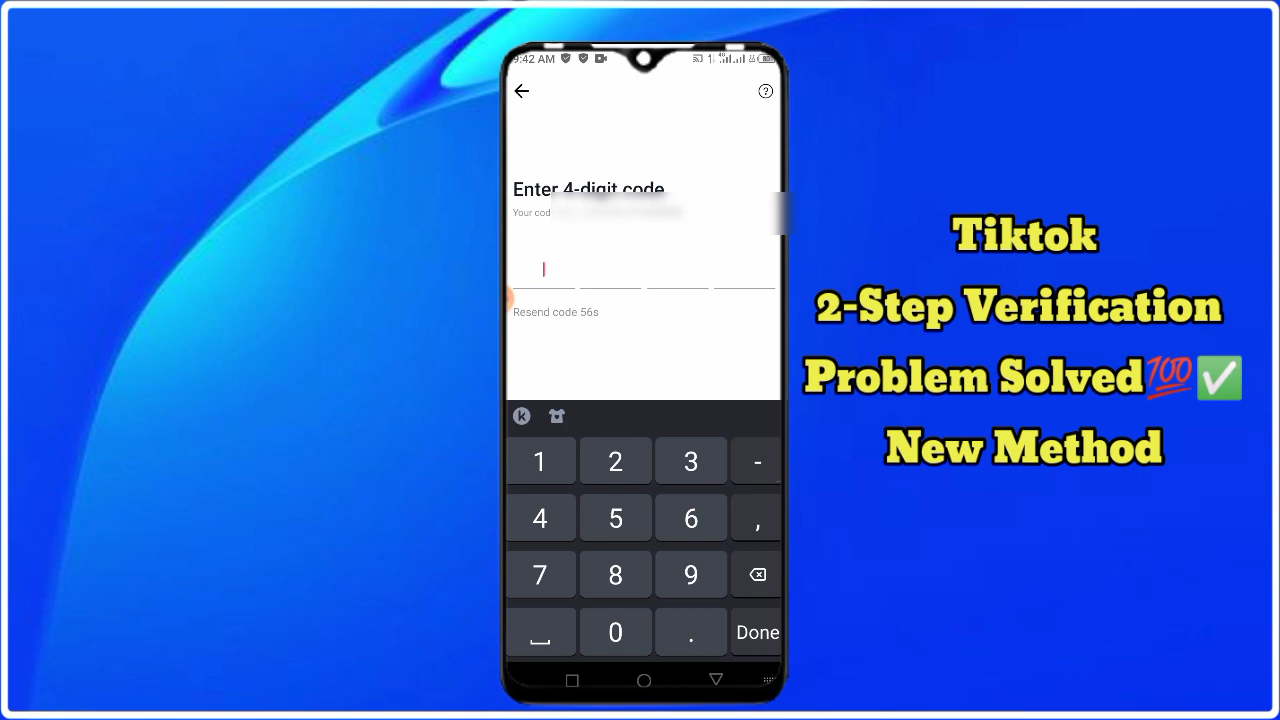 9:42 AM
Enter 4-digit code
Your cod
Resend code 56s
1 2 3 -
4 5 6 ,
7 8 9
0 . Done
Tiktok
2-Step Verification
Problem Solved💯✅
New Method